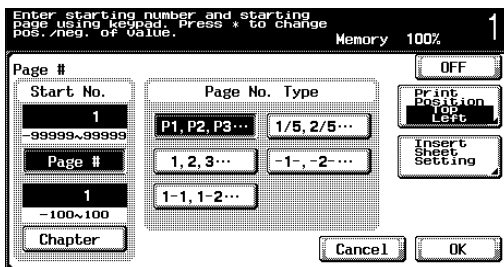 Enter starting number and starting
page using keypad. Press * to change
pos./neg. of value.
Memory 100% 1
Page #
OFF
Start No.
Page No. Type
1
-99999~99999
Page #
1
-100~100
Chapter
P1, P2, P3···
1/5, 2/5···
1, 2, 3···
-1-, -2-···
1-1, 1-2···
Print
Position
Top
Left
Insert
Sheet
Setting
Cancel
OK